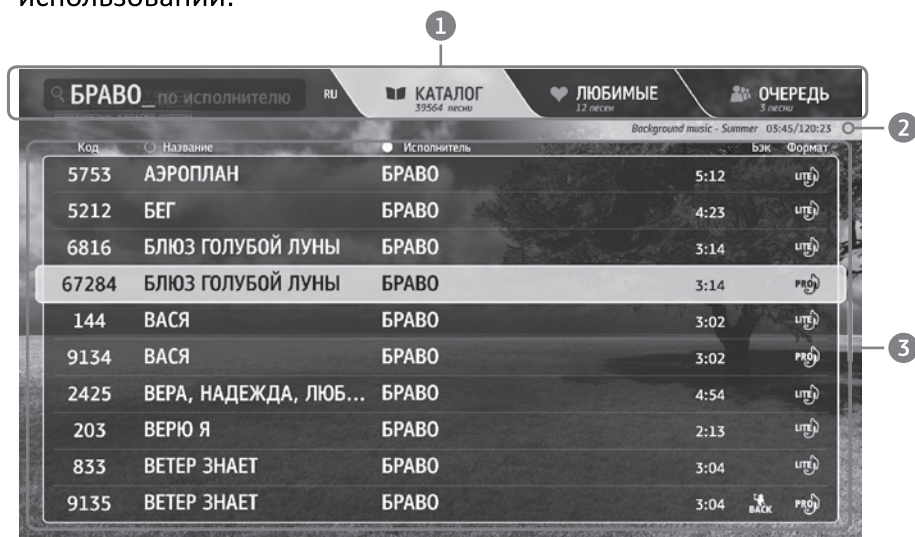 использовании:
1
БРАВО_ по исполнителю RU КАТАЛОГ ЛЮБИМЫЕ ОЧЕРЕДЬ
39564 песни 12 песен 3 песни
Background music - Summer 03:45/120:23 2
Код Название Исполнитель Бэк Формат
5753 АЭРОПЛАН БРАВО 5:12 LITE
5212 БЕГ БРАВО 4:23 LITE
6816 БЛЮЗ ГОЛУБОЙ ЛУНЫ БРАВО 3:14 LITE
67284 БЛЮЗ ГОЛУБОЙ ЛУНЫ БРАВО 3:14 PRO
144 ВАСЯ БРАВО 3:02 LITE
3
9134 ВАСЯ БРАВО 3:02 PRO
2425 ВЕРА, НАДЕЖДА, ЛЮБ... БРАВО 4:54 LITE
203 ВЕРЮ Я БРАВО 2:13 LITE
833 ВЕТЕР ЗНАЕТ БРАВО 3:04 LITE
9135 ВЕТЕР ЗНАЕТ БРАВО 3:04 BACK PRO